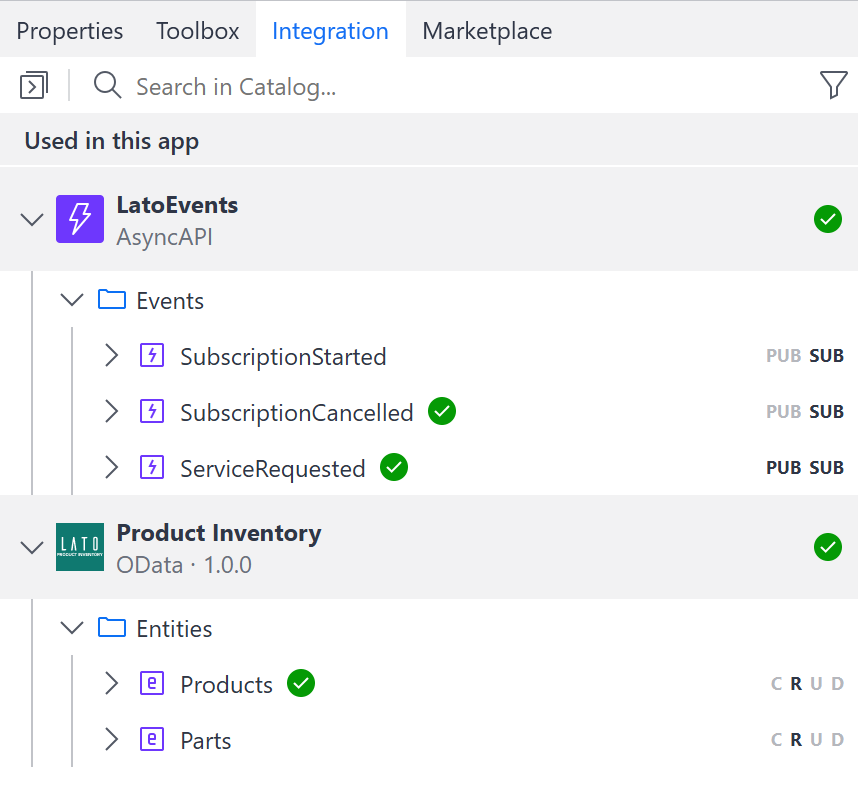 Properties Toolbox Integration Marketplace
Search in Catalog...
Used in this app
LatoEvents
AsyncAPI
Events
SubscriptionStarted PUB SUB
SubscriptionCancelled PUB SUB
ServiceRequested PUB SUB
LATO
PRODUCT INVENTORY
Product Inventory
OData · 1.0.0
Entities
e Products C R U D
e Parts C R U D